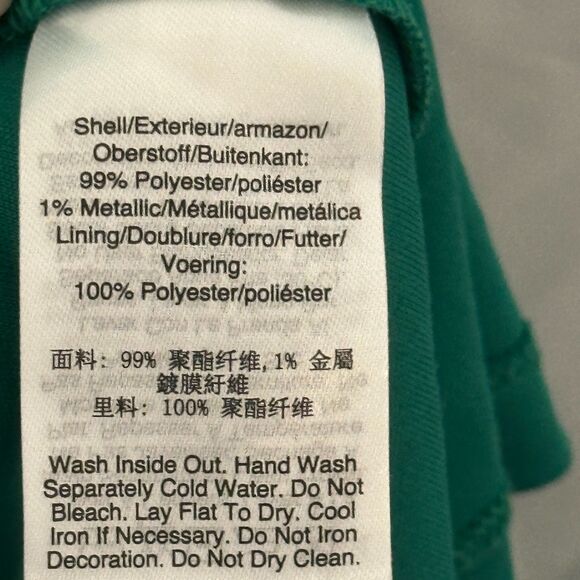 Shell/Exterieur/armazon/
Oberstoff/Buitenkant:
99% Polyester/poliéster
1% Metallic/Métallique/metálica
Lining/Doublure/forro/Futter/
Voering:
100% Polyester/poliéster
面料: 99% 聚酯纤维,1% 金屬
鍍膜紆維
里料: 100% 聚酯纤维
Wash Inside Out. Hand Wash
Separately Cold Water. Do Not
Bleach. Lay Flat To Dry. Cool
Iron If Necessary. Do Not Iron
Decoration. Do Not Dry Clean.